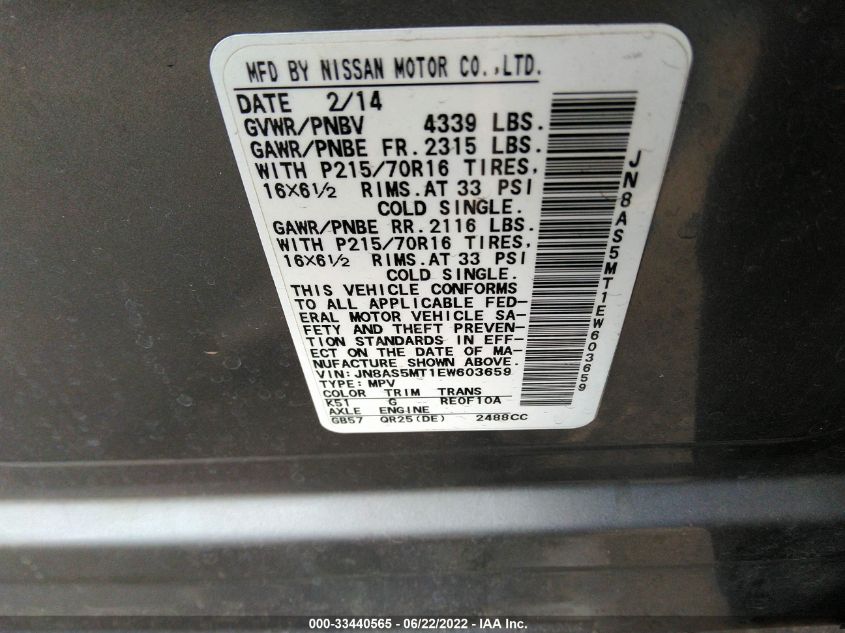 MFD BY NISSAN MOTOR CO.,LTD.
DATE 2/14
GVWR/PNBV 4339 LBS.
GAWR/PNBE FR. 2315 LBS.
WITH P215/70R16 TIRES,
16X6½ RIMS. AT 33 PSI
COLD SINGLE.
GAWR/PNBE RR. 2116 LBS.
WITH P215/70R16 TIRES,
16X6½ RIMS. AT 33 PSI
COLD SINGLE.
THIS VEHICLE CONFORMS
TO ALL APPLICABLE FED-
ERAL MOTOR VEHICLE SA-
FETY AND THEFT PREVEN-
TION STANDARDS IN EFF-
ECT ON THE DATE OF MA-
NUFACTURE SHOWN ABOVE.
VIN: JN8AS5MT1EW603659
TYPE: MPV
COLOR TRIM TRANS
K51 G RE0F10A
AXLE ENGINE
GB57 QR25(DE) 2488CC
JN8AS5MT1EW603659
000-33440565 - 06/22/2022 - IAA Inc.